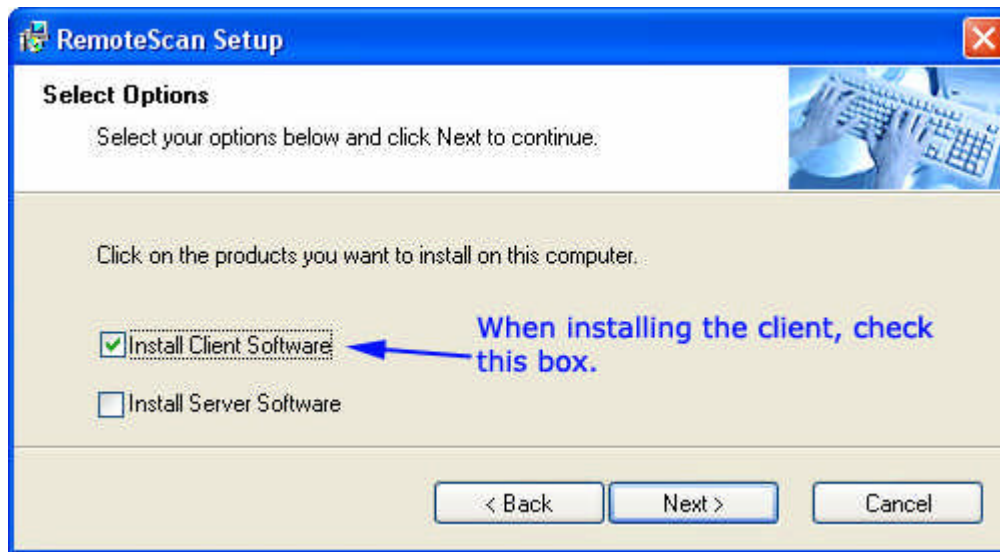 RemoteScan Setup
Select Options
Select your options below and click Next to continue.
Click on the products you want to install on this computer.
Install Client Software
When installing the client, check
this box.
Install Server Software
< Back
Next >
Cancel